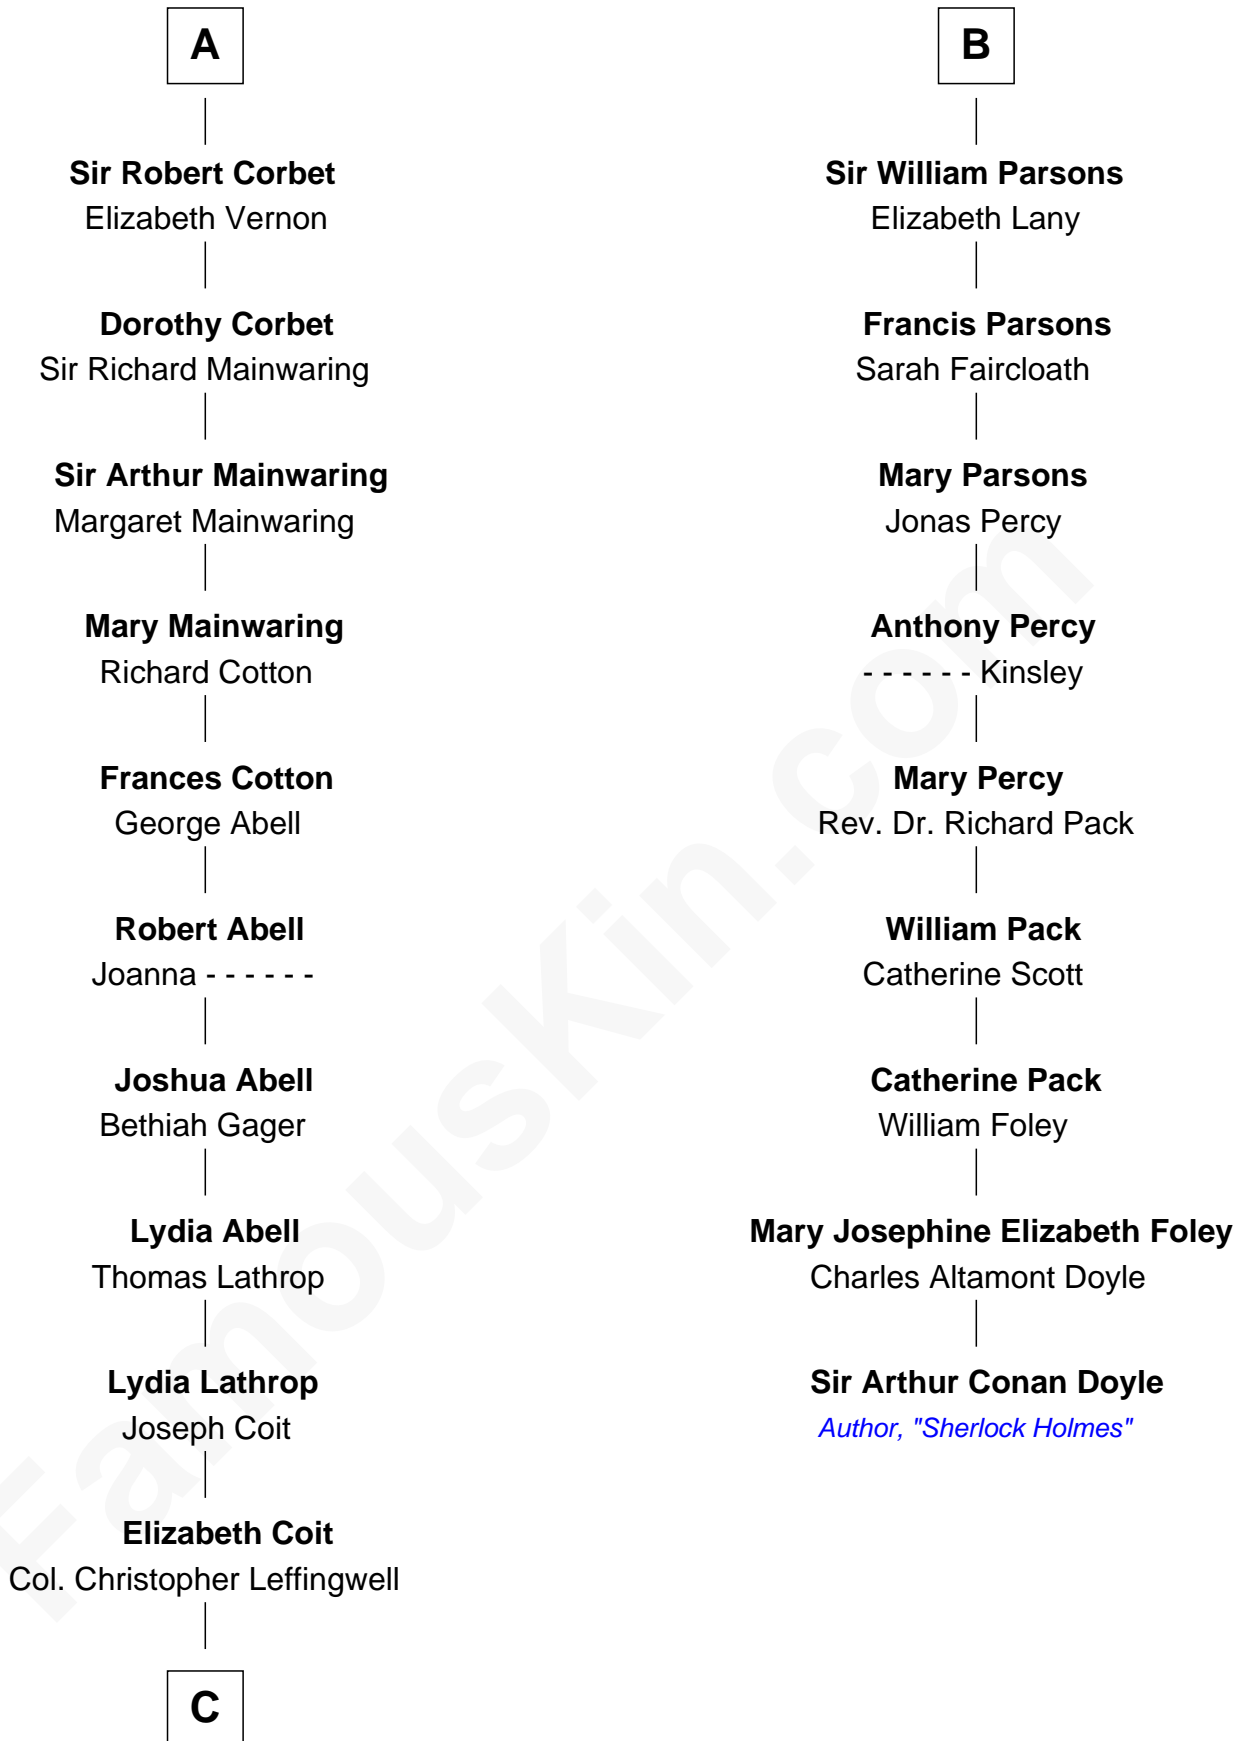 A
Sir Robert Corbet
Elizabeth Vernon
Dorothy Corbet
Sir Richard Mainwaring
Sir Arthur Mainwaring
Margaret Mainwaring
Mary Mainwaring
Richard Cotton
Frances Cotton
George Abell
Robert Abell
Joanna - - - - - -
Joshua Abell
Bethiah Gager
Lydia Abell
Thomas Lathrop
Lydia Lathrop
Joseph Coit
Elizabeth Coit
Col. Christopher Leffingwell
C
B
Sir William Parsons
Elizabeth Lany
Francis Parsons
Sarah Faircloath
Mary Parsons
Jonas Percy
Anthony Percy
- - - - - - Kinsley
Mary Percy
Rev. Dr. Richard Pack
William Pack
Catherine Scott
Catherine Pack
William Foley
Mary Josephine Elizabeth Foley
Charles Altamont Doyle
Sir Arthur Conan Doyle
Author, "Sherlock Holmes"
FamousKin.com